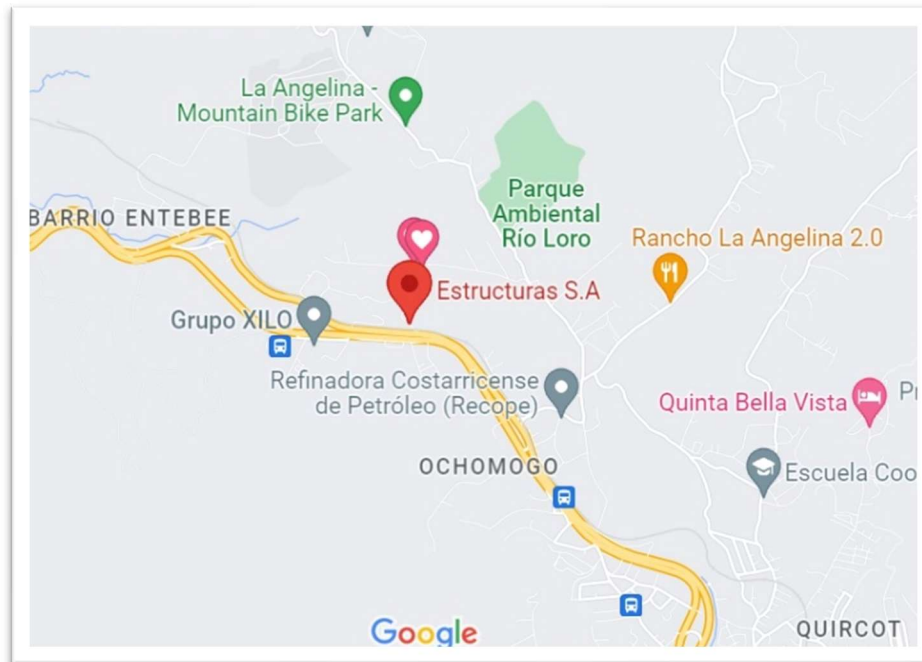 La Angelina -
Mountain Bike Park
Parque
Ambiental
Río Loro
BARRIO ENTEBEE
Rancho La Angelina 2.0
Estructuras S.A
Grupo XILO
Refinadora Costarricense
de Petróleo (Recope)
Quinta Bella Vista
OCHOMOGO
Escuela Coo
QUIRCOT
Google